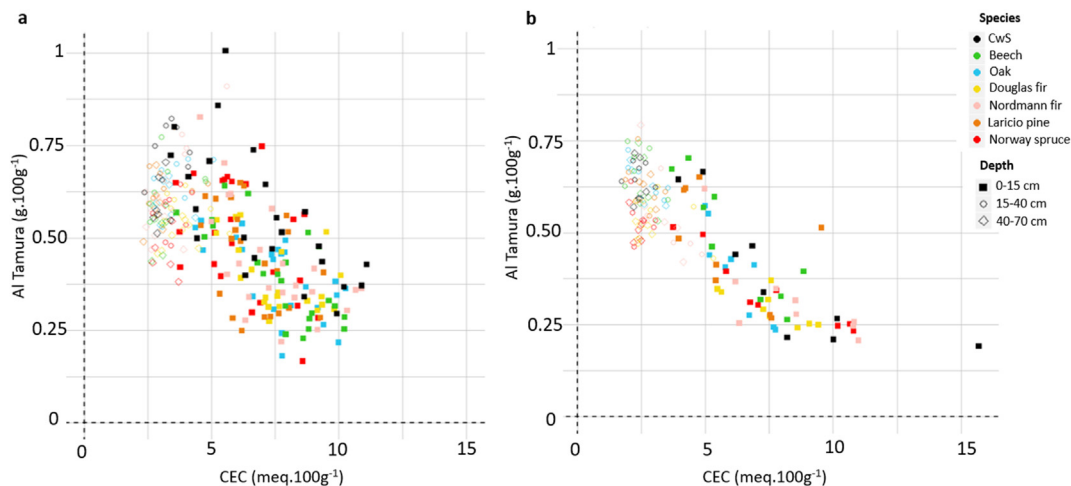 a
1
0.75
0.50
0.25
0
0
5
10
15
Al Tamura (g.100g⁻¹)
CEC (meq.100g⁻¹)
b
1
0.75
0.50
0.25
0
0
5
10
15
Al Tamura (g.100g⁻¹)
CEC (meq.100g⁻¹)
Species
CwS
Beech
Oak
Douglas fir
Nordmann fir
Laricio pine
Norway spruce
Depth
0-15 cm
15-40 cm
40-70 cm